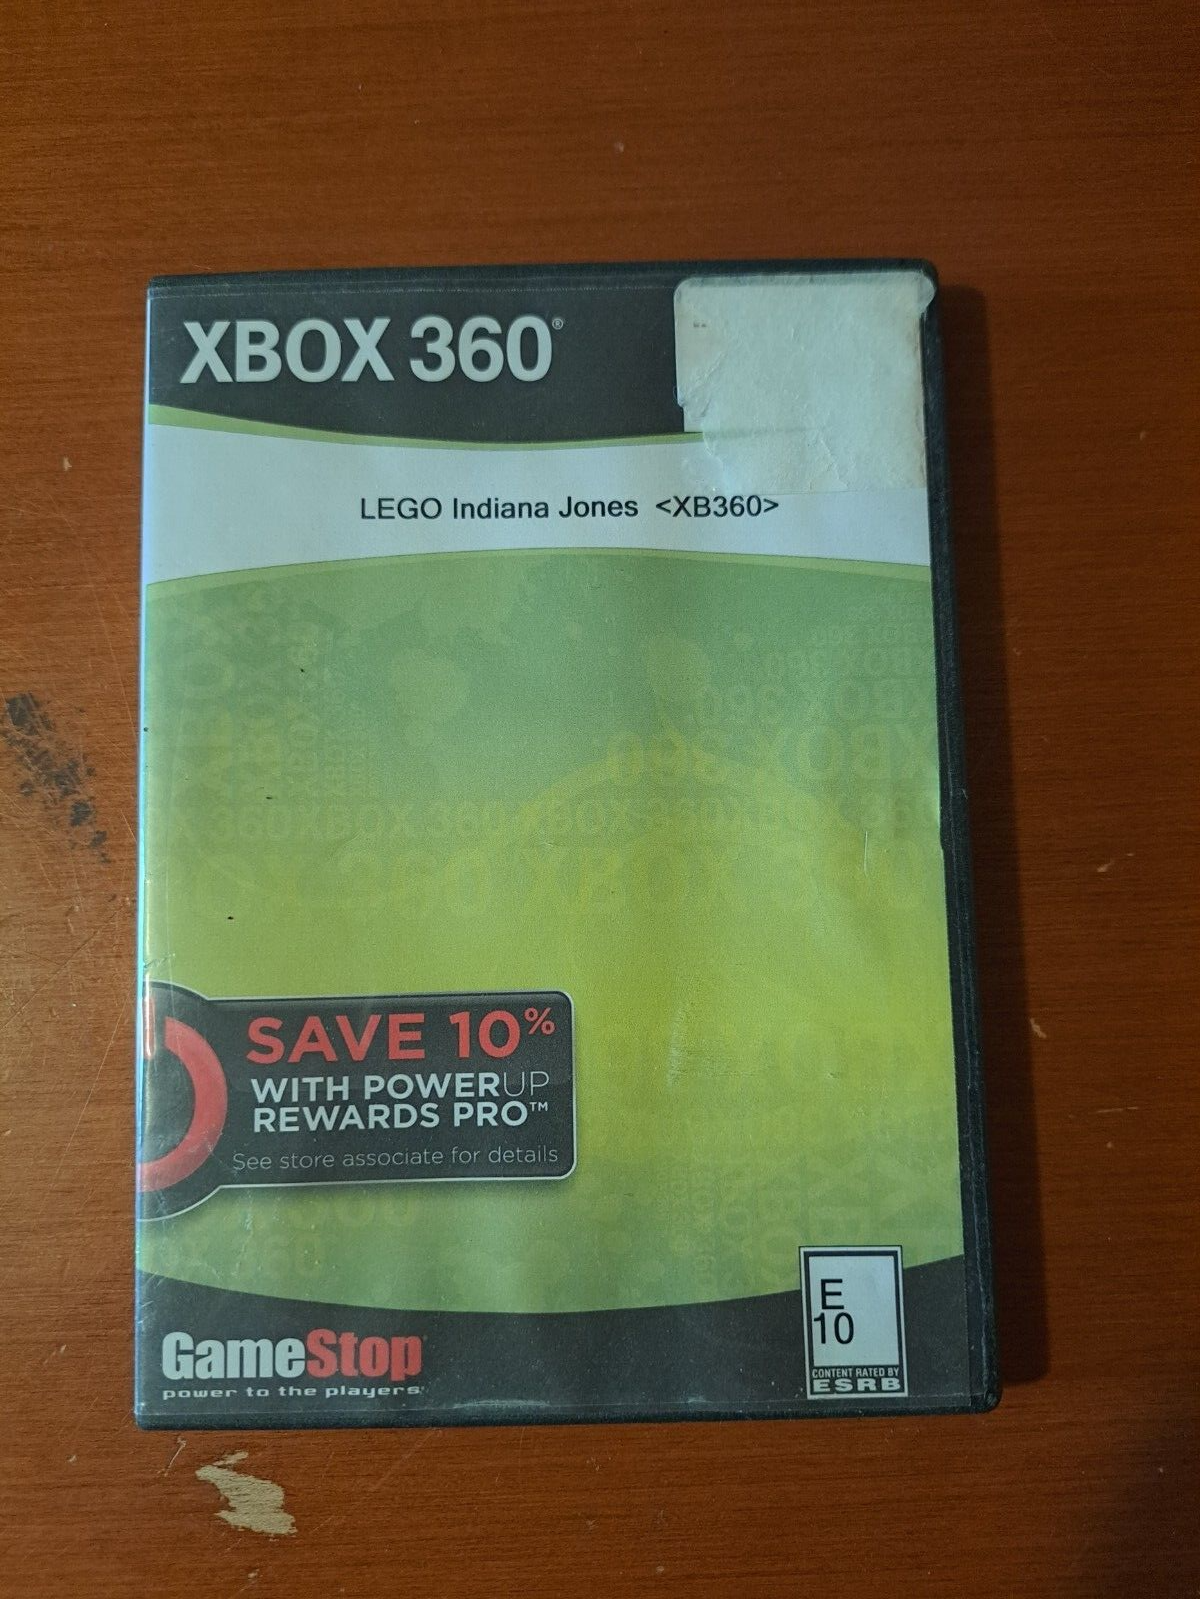 XBOX 360®
LEGO Indiana Jones <XB360>
SAVE 10%
WITH POWERUP
REWARDS PRO™
See store associate for details
GameStop
power to the players
E
10
CONTENT RATED BY
ESRB